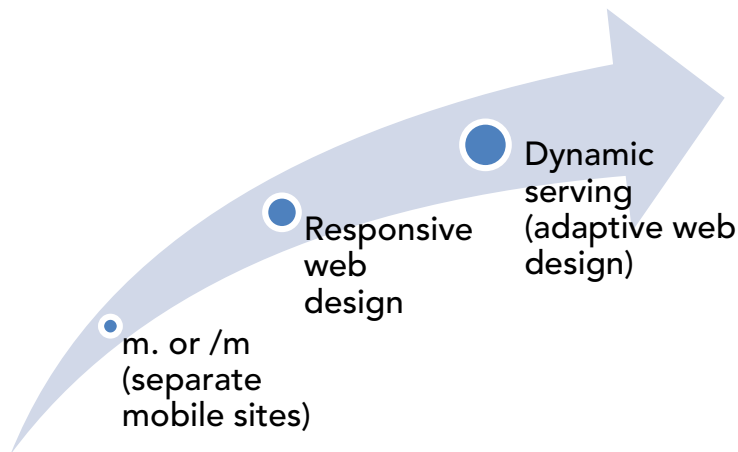 m. or /m
(separate
mobile sites)
Responsive
web
design
Dynamic
serving
(adaptive web
design)